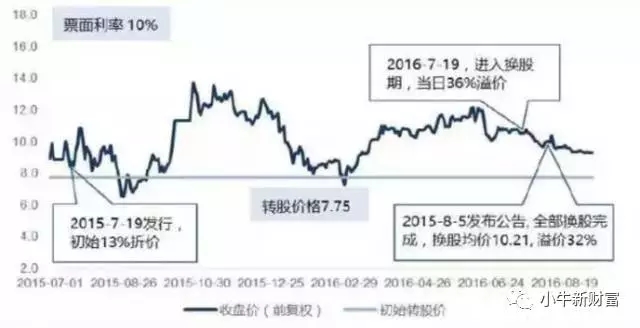 票面利率 10%
18.0
16.0
14.0
12.0
10.0
8.0
6.0
4.0
2.0
2016-7-19，进入换股
期，当日36%溢价
2015-7-19发行，
初始13%折价
转股价格7.75
2015-8-5发布公告, 全部换股完
成，换股均价10.21, 溢价32%
2015-07-01 2015-08-26 2015-10-30 2015-12-25 2016-02-29 2016-04-26 2016-06-24 2016-08-19
收盘价（前复权） 初始转股价
小牛新财富